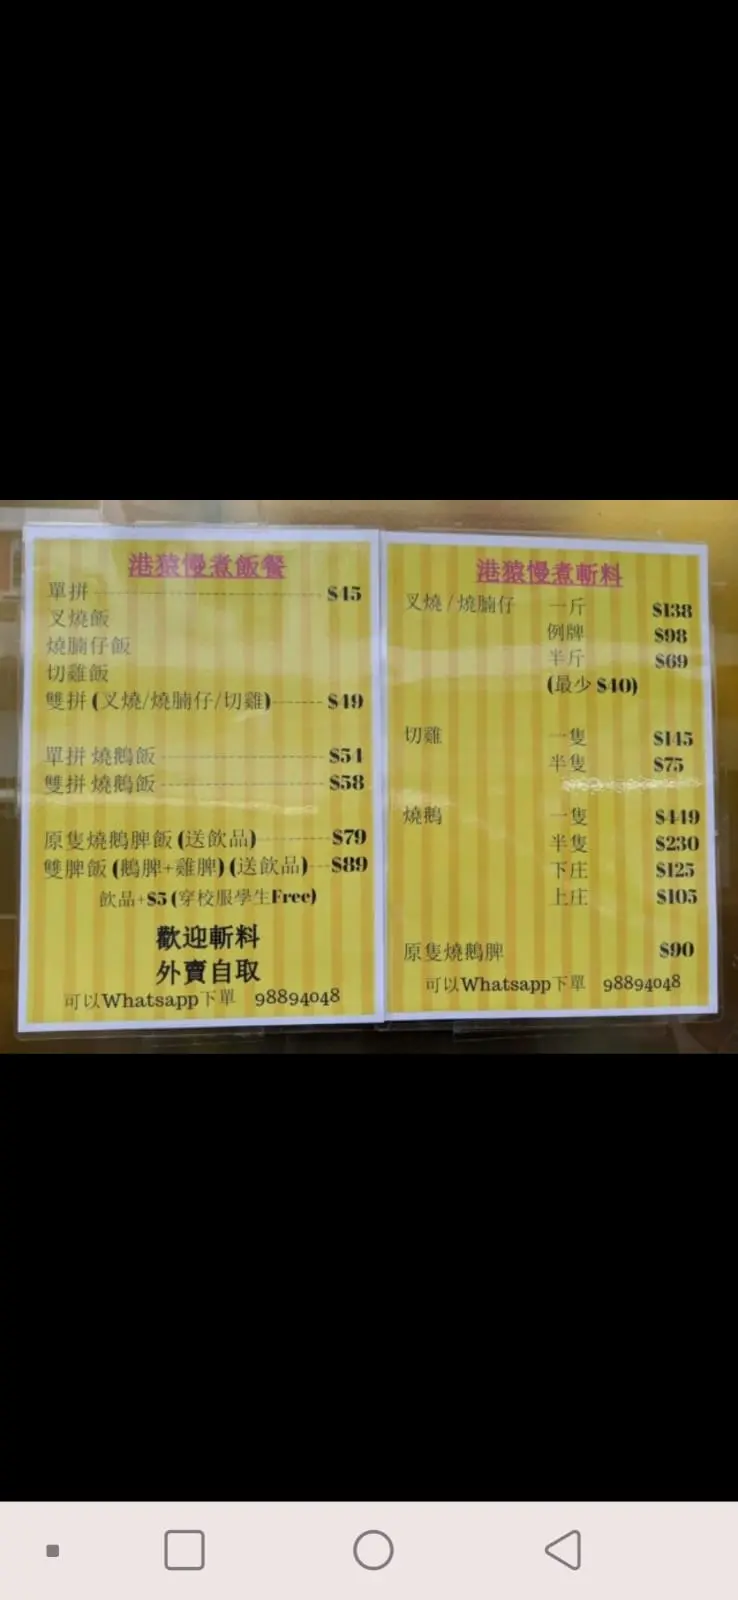 港猿慢煮飯餐
單拼 $45
叉燒飯
燒腩仔飯
切雞飯
雙拼 (叉燒/燒腩仔/切雞) $49
單拼 燒鵝飯 $54
雙拼 燒鵝飯 $58
原隻燒鵝脾飯 (送飲品) $79
雙脾飯 (鵝脾+雞脾) (送飲品) $89
飲品+$5 (穿校服學生Free)
歡迎斬料
外賣自取
可以Whatsapp下單 98894048
港猿慢煮斬料
叉燒 / 燒腩仔 一斤 $138
例牌 $98
半斤 $69
(最少 $40)
切雞 一隻 $145
半隻 $75
燒鵝 一隻 $449
半隻 $230
下庄 $125
上庄 $105
原隻燒鵝脾 $90
可以Whatsapp下單 98894048